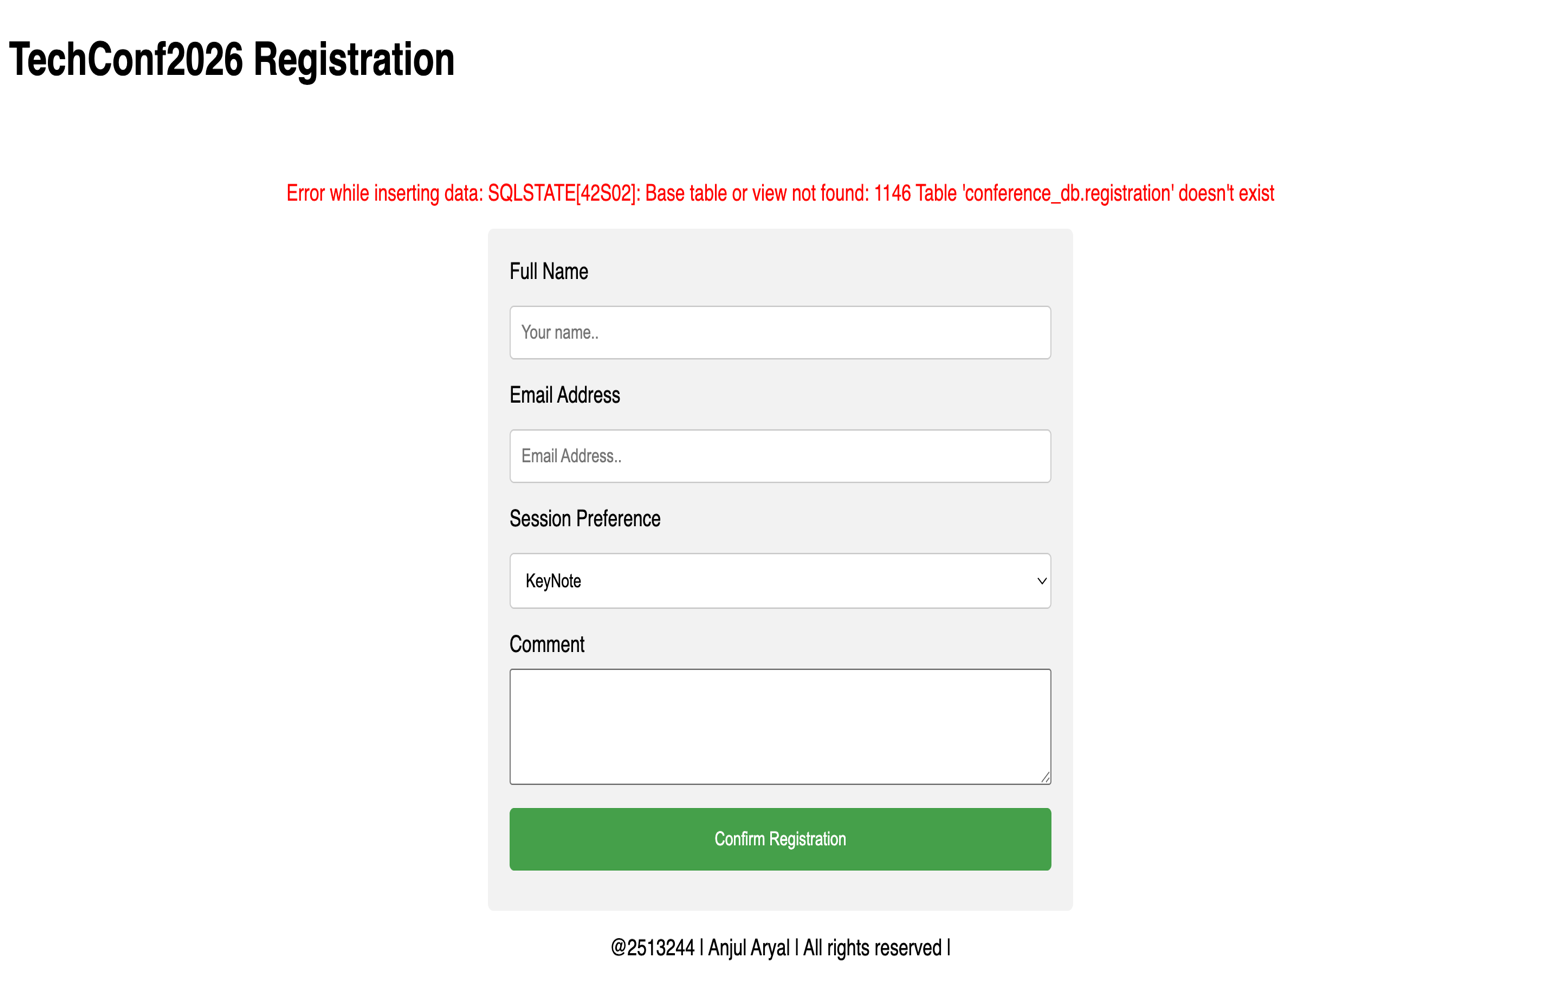 TechConf2026 Registration
Error while inserting data: SQLSTATE[42S02]: Base table or view not found: 1146 Table 'conference_db.registration' doesn't exist
Full Name
Your name..
Email Address
Email Address..
Session Preference
KeyNote
Comment
Confirm Registration
@2513244 | Anjul Aryal | All rights reserved |